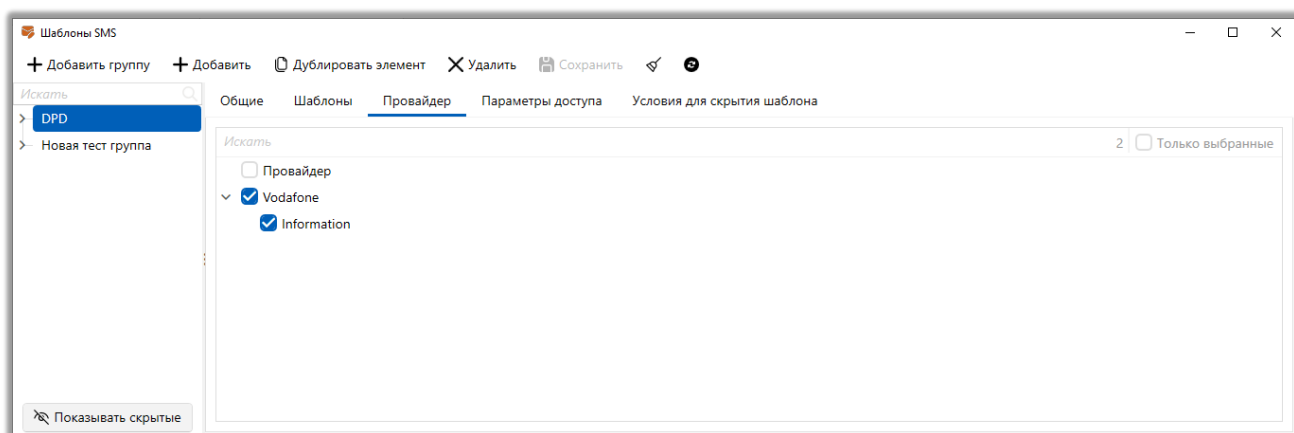 Шаблоны SMS
Добавить группу Добавить Дублировать элемент Удалить Сохранить
Искать
Общие Шаблоны Провайдер Параметры доступа Условия для скрытия шаблона
DPD
Новая тест группа
Искать 2 Только выбранные
Провайдер
Vodafone
Information
Показывать скрытые